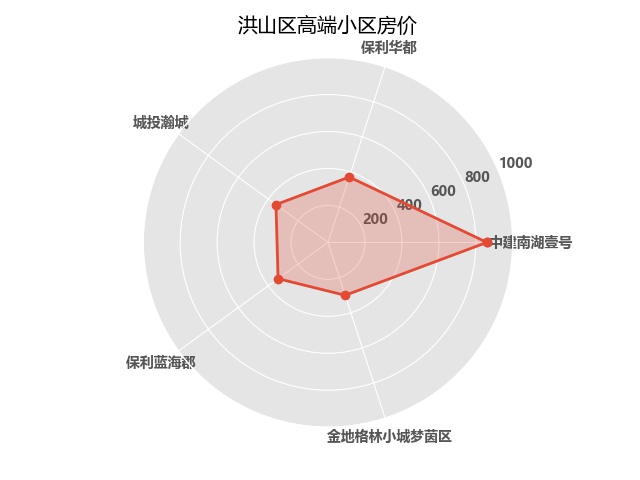 洪山区高端小区房价
保利华都
城投瀚城
1000
800
600
400
200
中建南湖壹号
保利蓝海郡
金地格林小城梦茵区